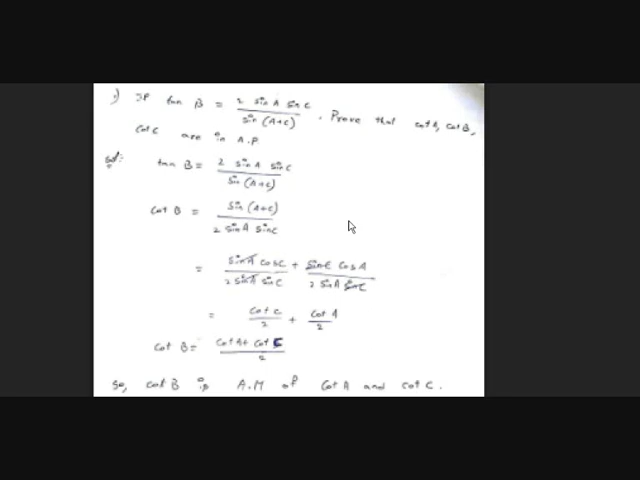 1) If tan B = 2 sin A sin C / sin (A+C) . Prove that cot A, cot B,
cot C are in A.P.
Sol: tan B = 2 sin A sin C / sin (A+C)
cot B = sin (A+C) / 2 sin A sin C
= sin A cos C / 2 sin A sin C + sin C cos A / 2 sin A sin C
= cot C / 2 + cot A / 2
cot B = cot A + cot C / 2
So, cot B is A.M of cot A and cot C.